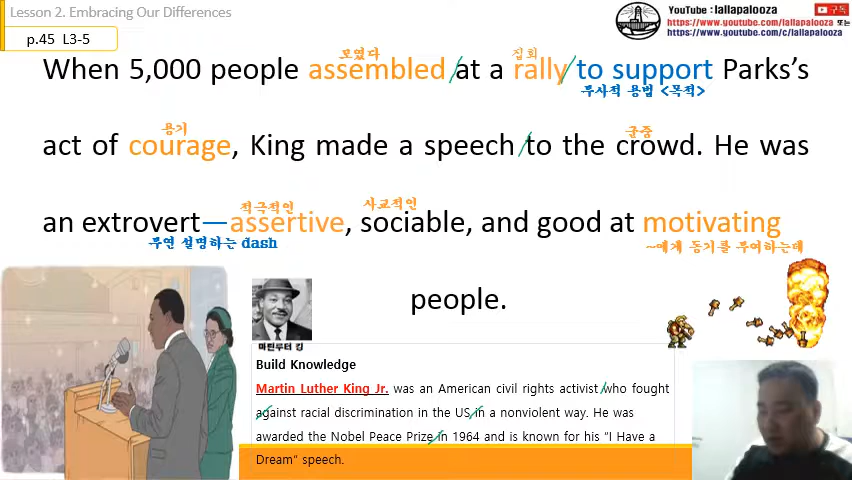 Lesson 2. Embracing Our Differences
YouTube : lallapalooza 구독
https://www.youtube.com/lallapalooza 또는
https://www.youtube.com/c/lallapalooza
p.45 L3-5
모였다 집회
When 5,000 people assembled at a rally to support Parks's
부사적 용법 <목적>
용기 군중
act of courage, King made a speech to the crowd. He was
적극적인 사교적인
an extrovert—assertive, sociable, and good at motivating
부연 설명하는 dash ~에게 동기를 부여하는데
people.
마틴루터 킹
Build Knowledge
Martin Luther King Jr. was an American civil rights activist who fought
against racial discrimination in the US in a nonviolent way. He was
awarded the Nobel Peace Prize in 1964 and is known for his "I Have a
Dream" speech.